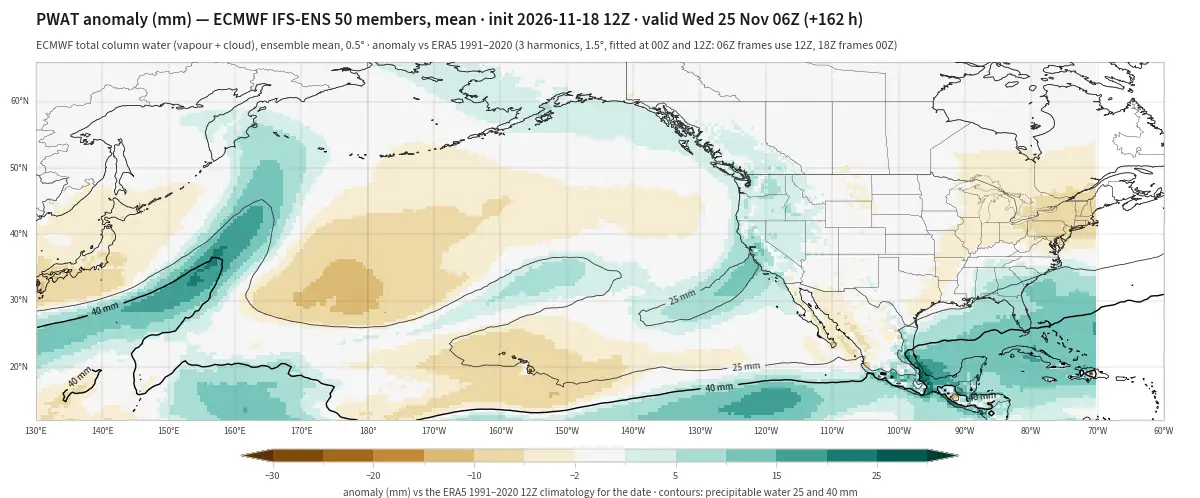 PWAT anomaly (mm) — ECMWF IFS-ENS 50 members, mean · init 2026-11-18 12Z · valid Wed 25 Nov 06Z (+162 h)
ECMWF total column water (vapour + cloud), ensemble mean, 0.5° · anomaly vs ERA5 1991–2020 (3 harmonics, 1.5°, fitted at 00Z and 12Z: 06Z frames use 12Z, 18Z frames 00Z)
60°N
50°N
40°N
30°N
20°N
40 mm
25 mm
40 mm
25 mm
40 mm
40 mm
130°E 140°E 150°E 160°E 170°E 180° 170°W 160°W 150°W 140°W 130°W 120°W 110°W 100°W 90°W 80°W 70°W 60°W
−30 −20 −10 −2 5 15 25
anomaly (mm) vs the ERA5 1991–2020 12Z climatology for the date · contours: precipitable water 25 and 40 mm